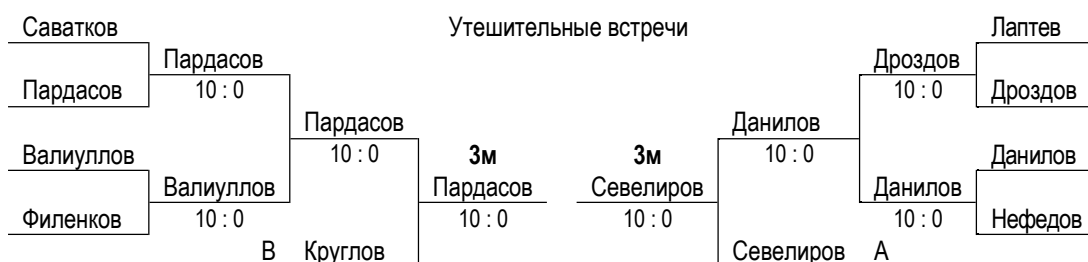 Саватков Утешительные встречи Лаптев
Пардасов Дроздов
Пардасов 10 : 0 10 : 0 Дроздов
Пардасов Данилов
Валиуллов 10 : 0 3м 3м 10 : 0 Данилов
Валиуллов Пардасов Севелиров Данилов
Филенков 10 : 0 10 : 0 10 : 0 10 : 0 Нефедов
В Круглов Севелиров А